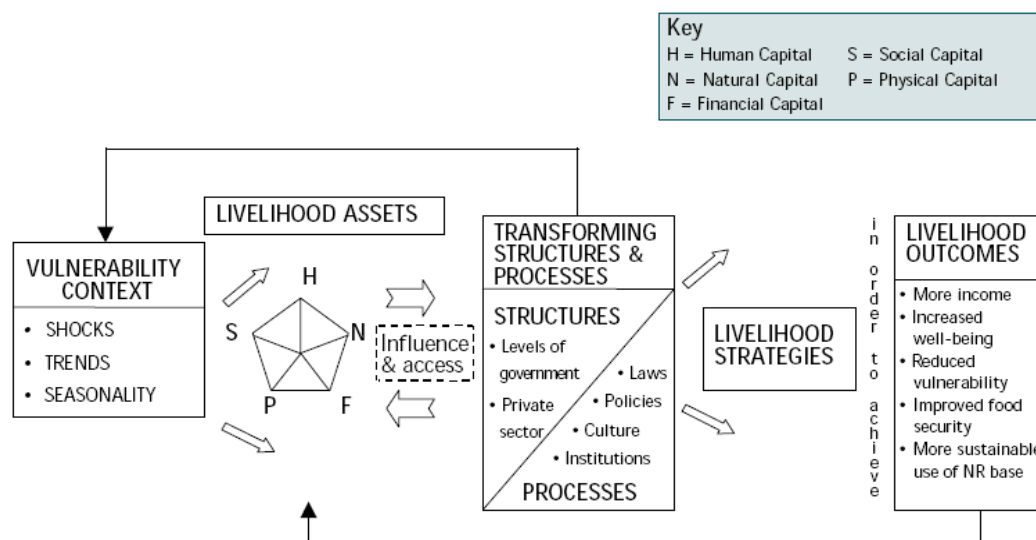 Key
H = Human Capital S = Social Capital
N = Natural Capital P = Physical Capital
F = Financial Capital
LIVELIHOOD ASSETS
VULNERABILITY
CONTEXT
• SHOCKS
• TRENDS
• SEASONALITY
H
S
N
P
F
Influence
& access
TRANSFORMING
STRUCTURES &
PROCESSES
STRUCTURES
• Levels of
government
• Private
sector
• Laws
• Policies
• Culture
• Institutions
PROCESSES
LIVELIHOOD
STRATEGIES
in order to achieve
LIVELIHOOD
OUTCOMES
• More income
• Increased
well-being
• Reduced
vulnerability
• Improved food
security
• More sustainable
use of NR base